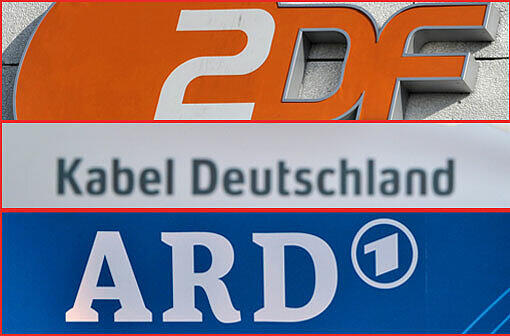 ZDF
Kabel Deutschland
ARD 1